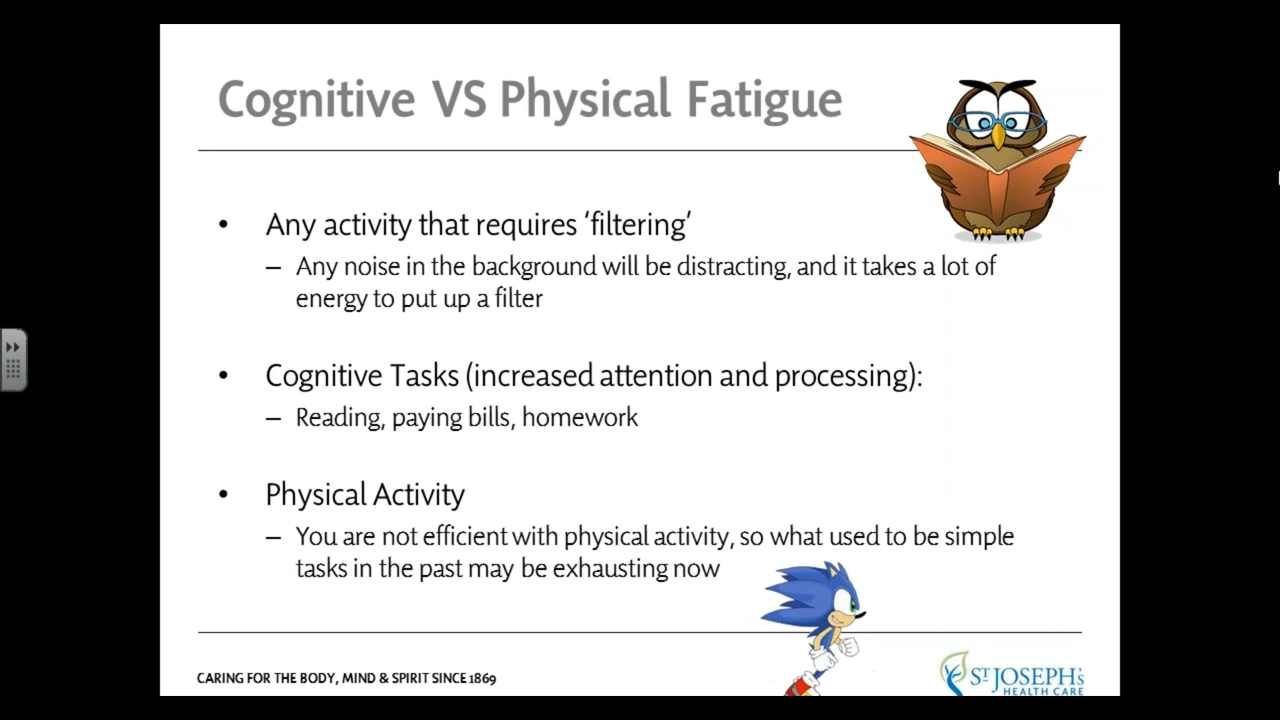 Cognitive VS Physical Fatigue
• Any activity that requires ‘filtering’
– Any noise in the background will be distracting, and it takes a lot of
energy to put up a filter
• Cognitive Tasks (increased attention and processing):
– Reading, paying bills, homework
• Physical Activity
– You are not efficient with physical activity, so what used to be simple
tasks in the past may be exhausting now
CARING FOR THE BODY, MIND & SPIRIT SINCE 1869
ST JOSEPH'S
HEALTH CARE